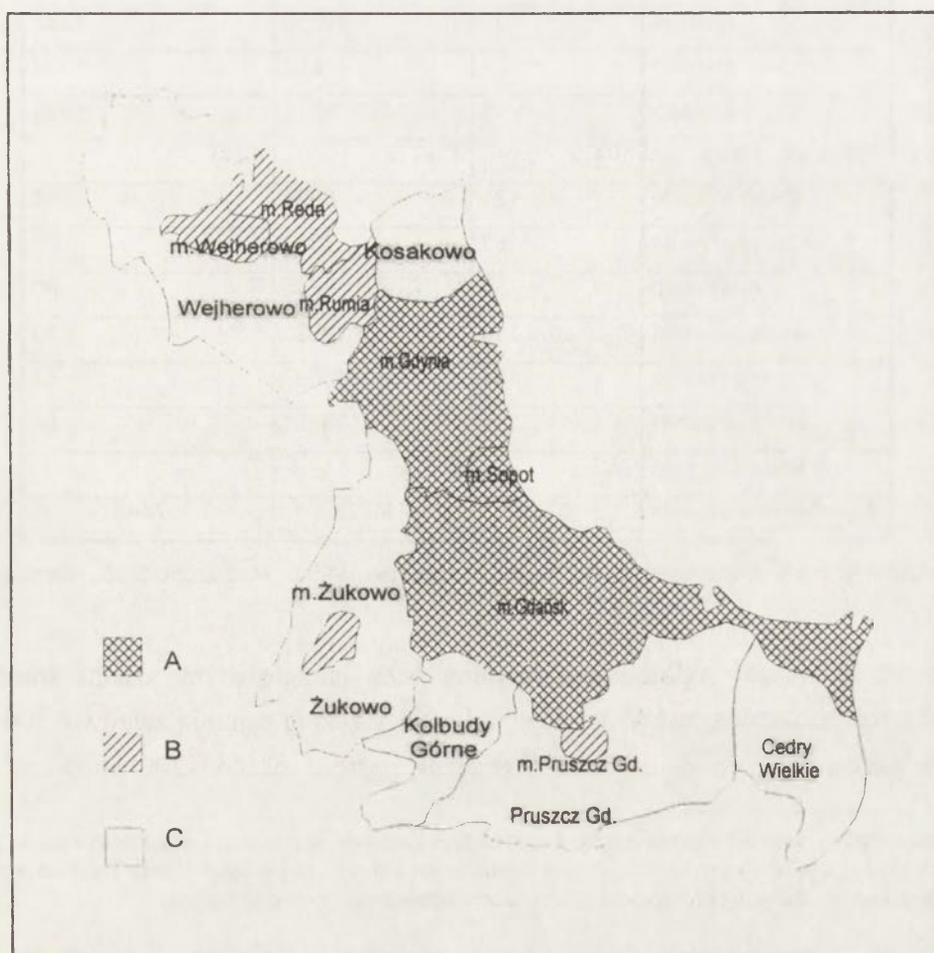 m.Reda
m.Wejherowo
Kosakowo
Wejherowo
m.Rumia
m.Gdynia
m.Sopot
m.Żukowo
m.Gdańsk
A
Żukowo
Kolbudy
Górne
B
m.Pruszcz Gd.
Cedry
Wielkie
Pruszcz Gd.
C